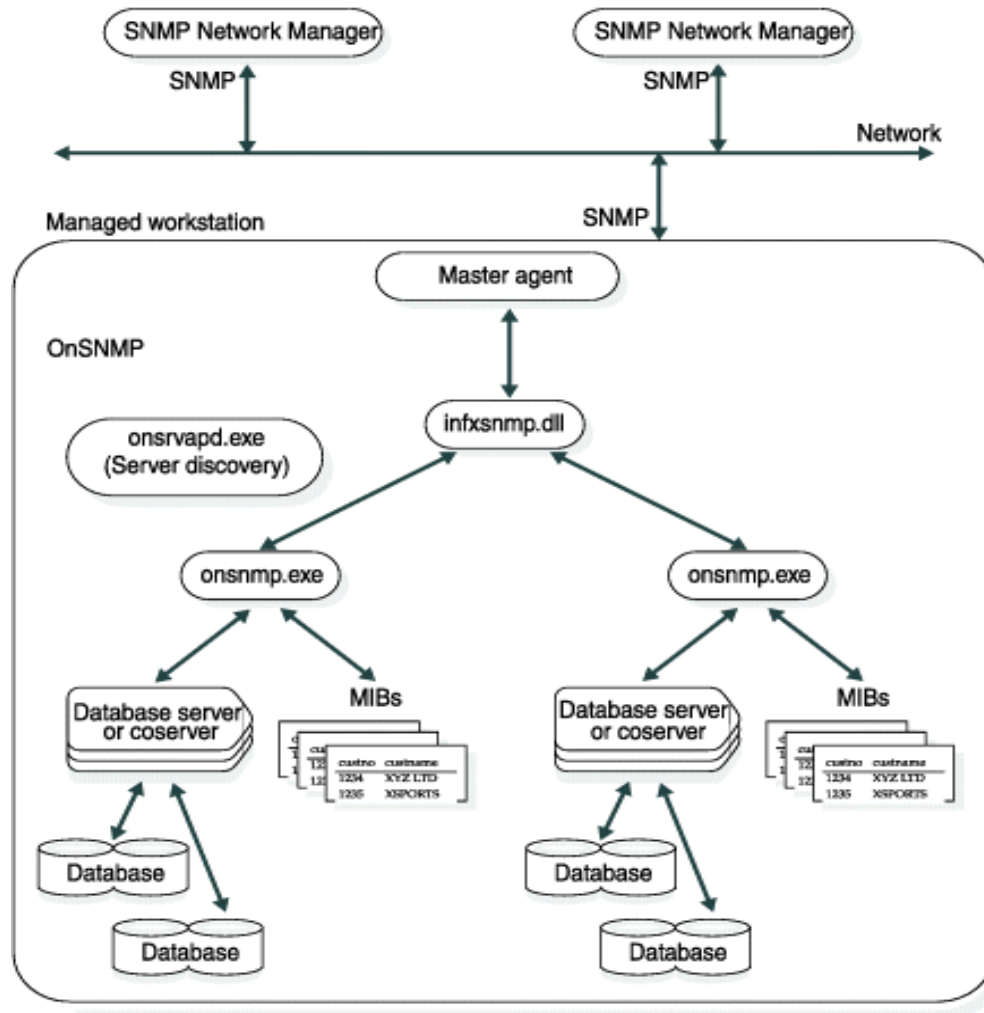 SNMP Network Manager
SNMP Network Manager
SNMP
SNMP
Network
SNMP
Managed workstation
Master agent
OnSNMP
infxsnmp.dll
onsrvapd.exe
(Server discovery)
onsnmp.exe
onsnmp.exe
Database server
or coserver
MIBs
custno custname
1234 XYZ LTD
1235 XSPORTS
Database server
or coserver
MIBs
custno custname
1234 XYZ LTD
1235 XSPORTS
Database
Database
Database
Database